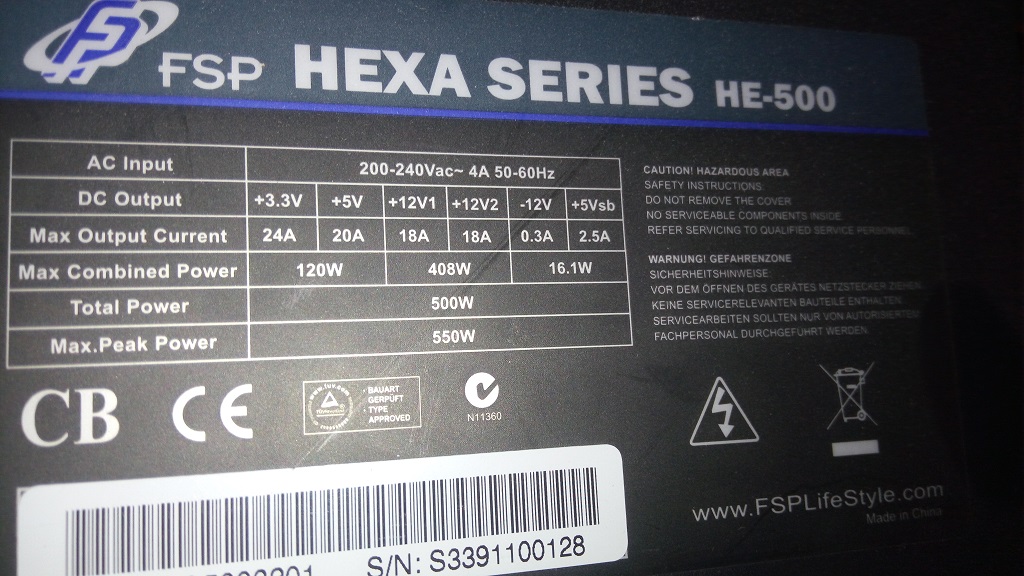 FSP HEXA SERIES HE-500
AC Input 200-240Vac~ 4A 50-60Hz
DC Output +3.3V +5V +12V1 +12V2 -12V +5Vsb
Max Output Current 24A 20A 18A 18A 0.3A 2.5A
Max Combined Power 120W 408W 16.1W
Total Power 500W
Max.Peak Power 550W
CAUTION! HAZARDOUS AREA
SAFETY INSTRUCTIONS
DO NOT REMOVE THE COVER
NO SERVICEABLE COMPONENTS INSIDE
REFER SERVICING TO QUALIFIED SERVICE PERSONNEL
WARNUNG! GEFAHRENZONE
SICHERHEITSHINWEISE
VOR DEM ÖFFNEN DES GERÄTES NETZSTECKER ZIEHEN
KEINE SERVICERELEVANTEN BAUTEILE ENTHALTEN
SERVICEARBEITEN SOLLTEN NUR VON AUTORISIERTEM
FACHPERSONAL DURCHGEFÜHRT WERDEN
CB CE
www.tuv.com
BAUART
GERPÜFT
TYPE
APPROVED
N11360
www.FSPLifeStyle.com
Made in China
S/N: S3391100128